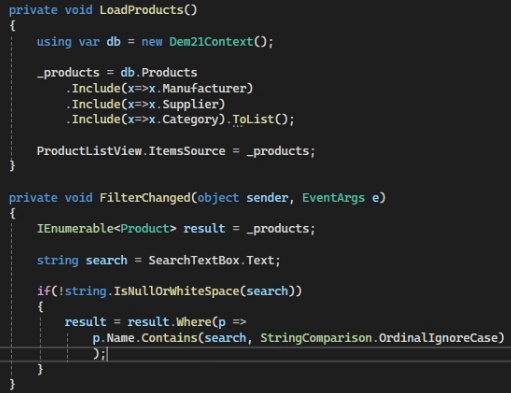 private void LoadProducts()
{
    using var db = new Dem21Context();

    _products = db.Products
        .Include(x=>x.Manufacturer)
        .Include(x=>x.Supplier)
        .Include(x=>x.Category).ToList();

    ProductListView.ItemsSource = _products;
}

private void FilterChanged(object sender, EventArgs e)
{
    IEnumerable<Product> result = _products;

    string search = SearchTextBox.Text;

    if(!string.IsNullOrWhiteSpace(search))
    {
        result = result.Where(p =>
            p.Name.Contains(search, StringComparison.OrdinalIgnoreCase)
            );
    }
}